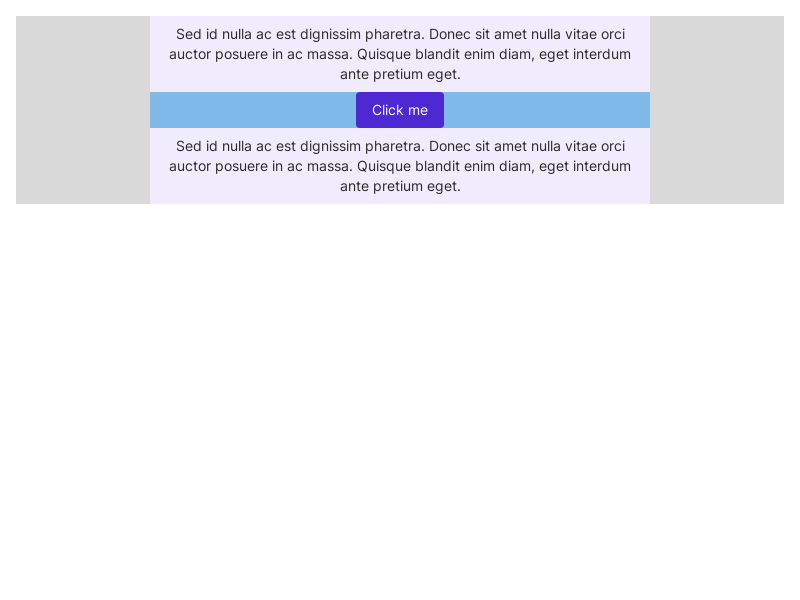 Sed id nulla ac est dignissim pharetra. Donec sit amet nulla vitae orci
auctor posuere in ac massa. Quisque blandit enim diam, eget interdum
ante pretium eget.
Click me
Sed id nulla ac est dignissim pharetra. Donec sit amet nulla vitae orci
auctor posuere in ac massa. Quisque blandit enim diam, eget interdum
ante pretium eget.